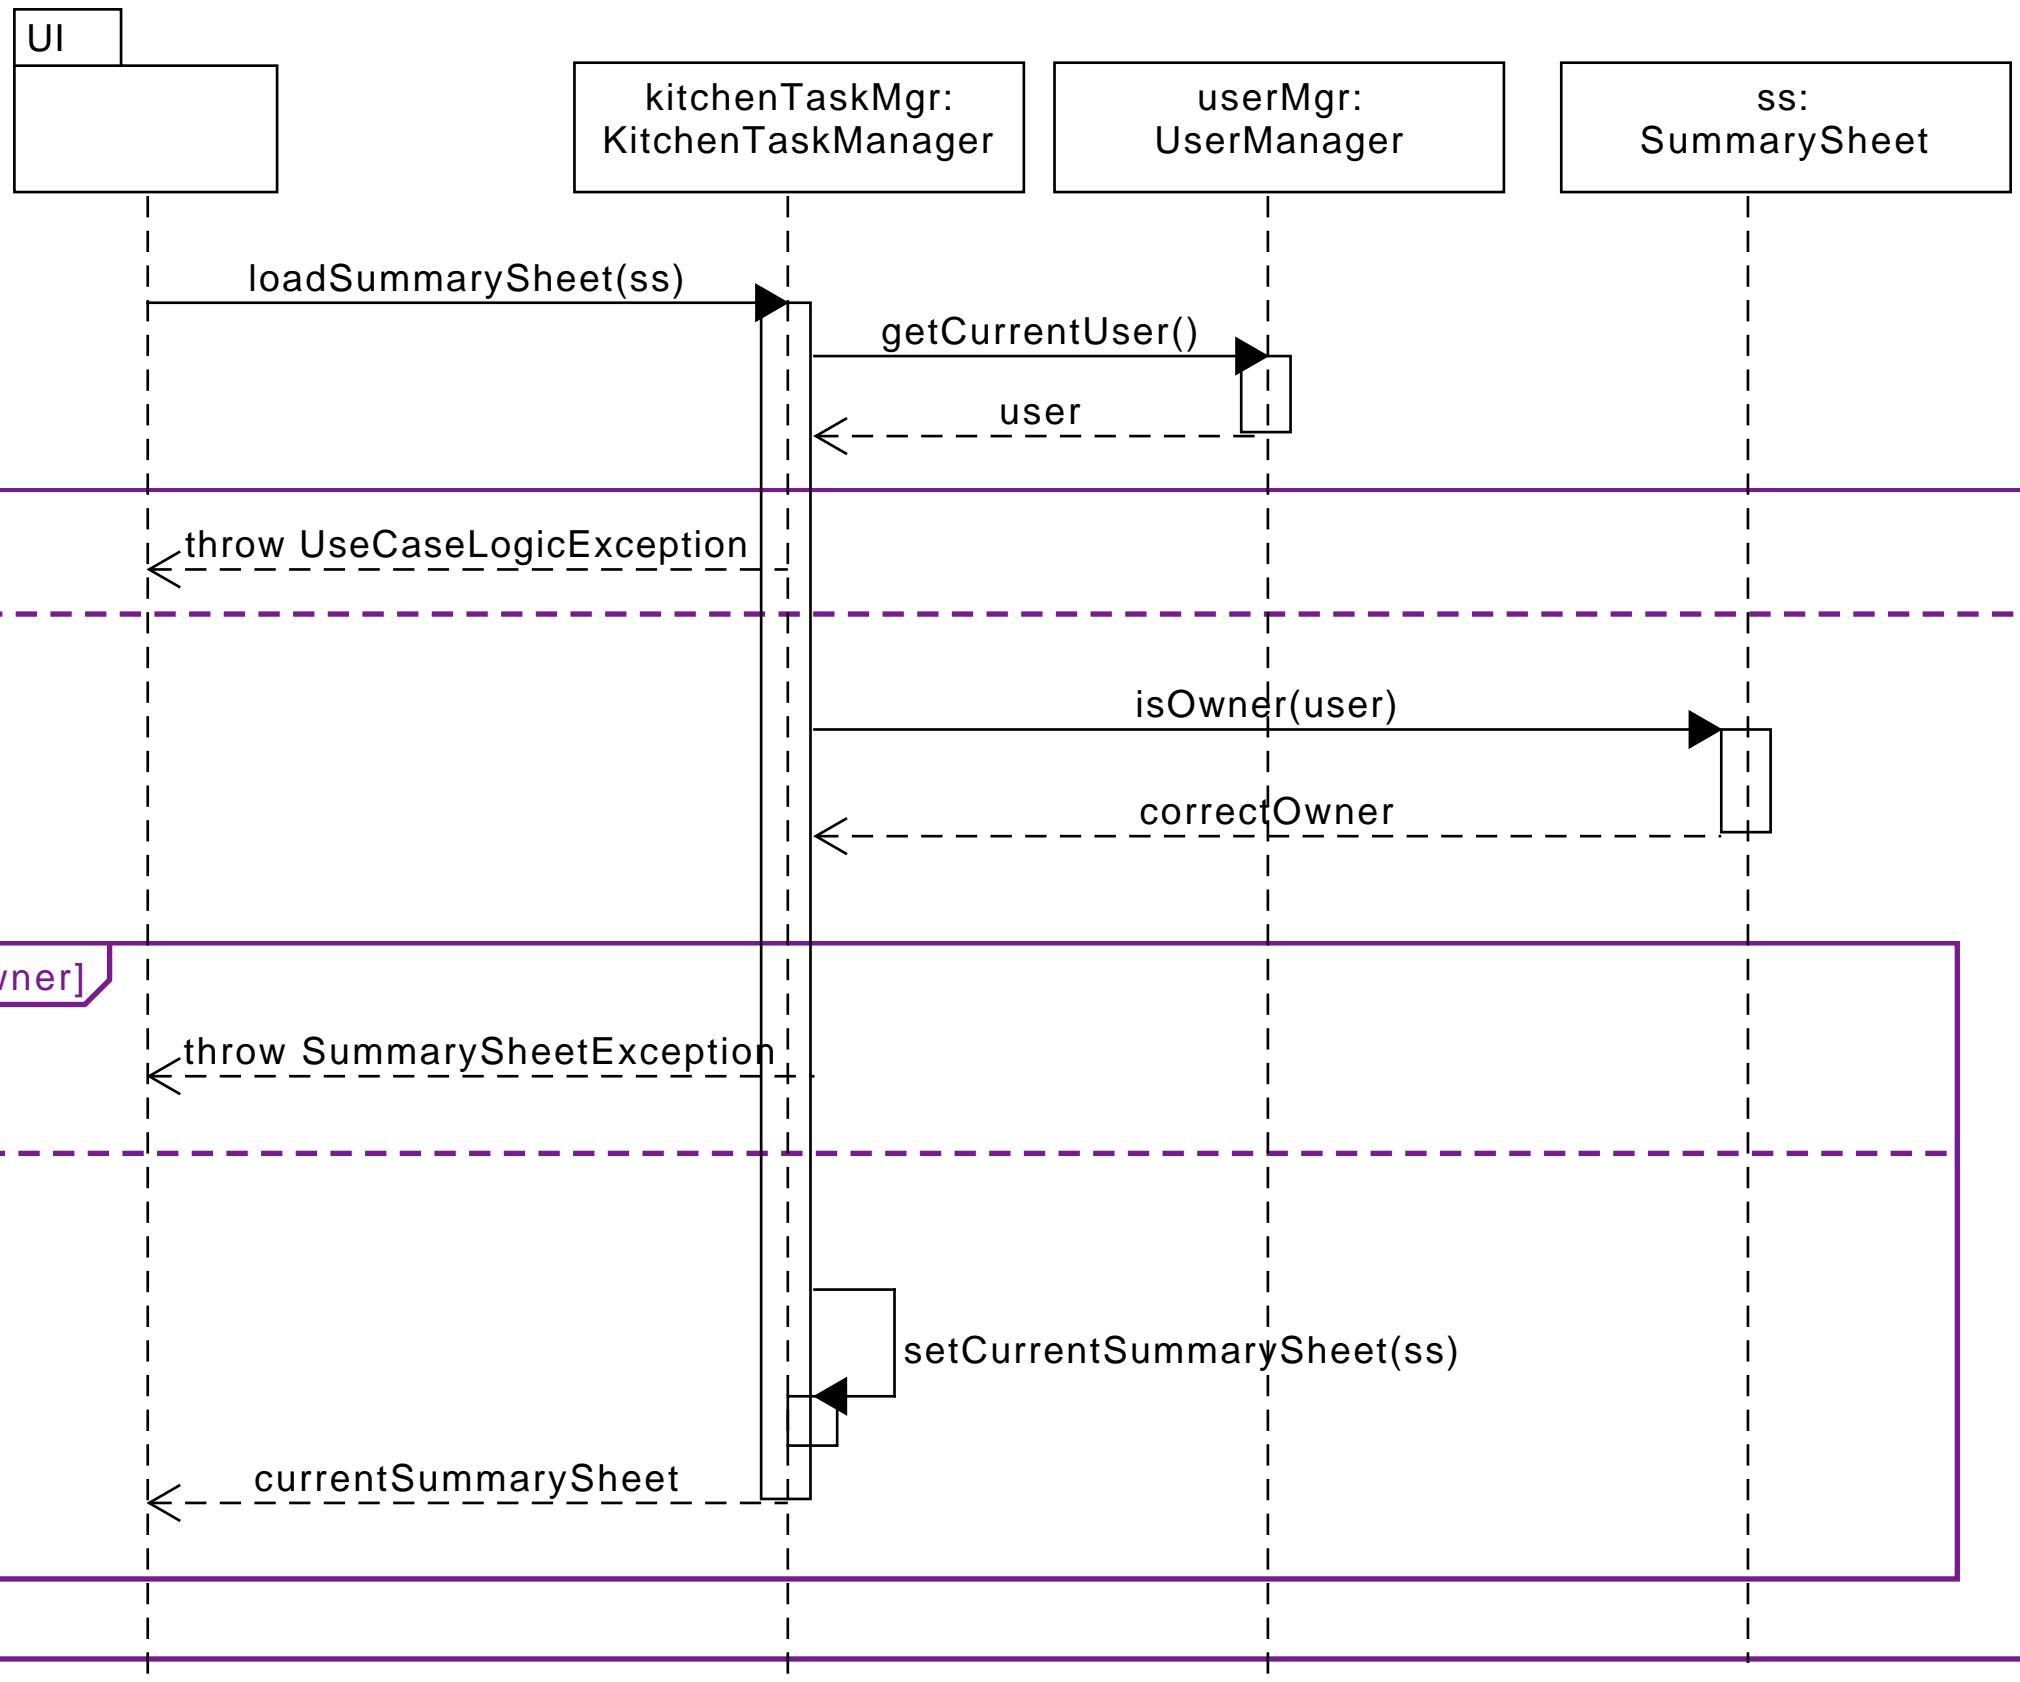 UI
kitchenTaskMgr:
KitchenTaskManager
userMgr:
UserManager
ss:
SummarySheet
loadSummarySheet(ss)
getCurrentUser()
user
throw UseCaseLogicException
isOwner(user)
correctOwner
wner]
throw SummarySheetException
setCurrentSummarySheet(ss)
currentSummarySheet